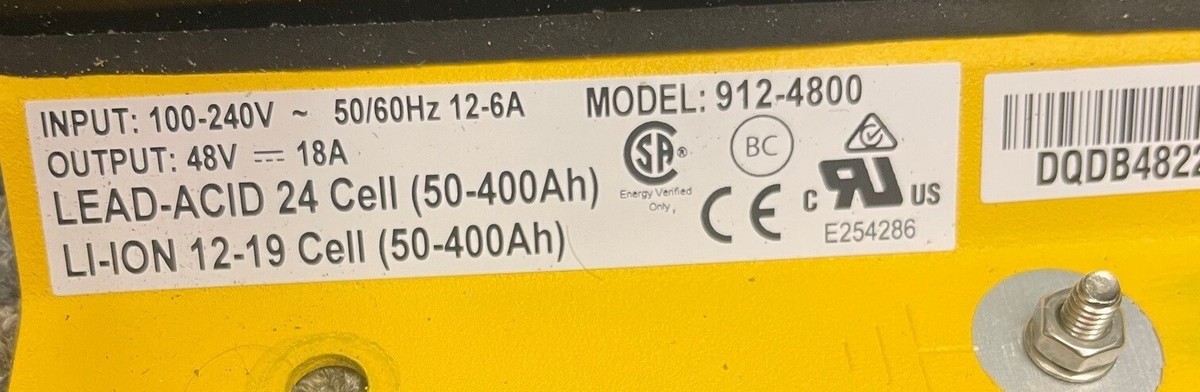 INPUT: 100-240V ~ 50/60Hz 12-6A
OUTPUT: 48V ⎓ 18A
LEAD-ACID 24 Cell (50-400Ah)
LI-ION 12-19 Cell (50-400Ah)
MODEL: 912-4800
SA®
Energy Verified
Only
BC
CE
c RU US
E254286
DQDB4822